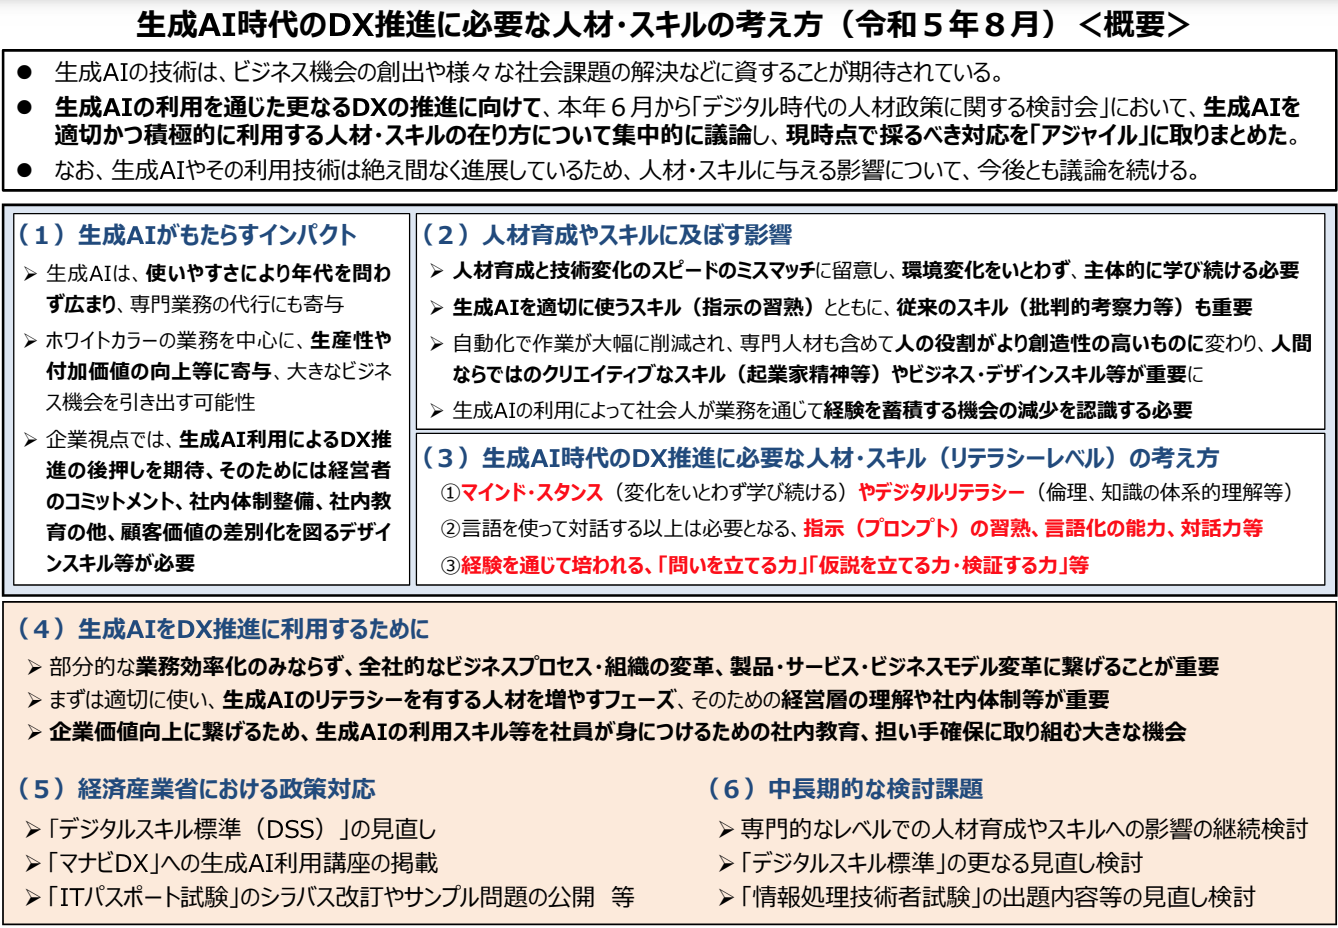 生成AI時代のDX推進に必要な人材・スキルの考え方（令和５年８月）＜概要＞
● 生成AIの技術は、ビジネス機会の創出や様々な社会課題の解決などに資することが期待されている。
● 生成AIの利用を通じた更なるDXの推進に向けて、本年６月から「デジタル時代の人材政策に関する検討会」において、生成AIを
適切かつ積極的に利用する人材・スキルの在り方について集中的に議論し、現時点で採るべき対応を「アジャイル」に取りまとめた。
● なお、生成AIやその利用技術は絶え間なく進展しているため、人材・スキルに与える影響について、今後とも議論を続ける。
（１）生成AIがもたらすインパクト
➢ 生成AIは、使いやすさにより年代を問わ
ず広まり、専門業務の代行にも寄与
➢ ホワイトカラーの業務を中心に、生産性や
付加価値の向上等に寄与、大きなビジネ
ス機会を引き出す可能性
➢ 企業視点では、生成AI利用によるDX推
進の後押しを期待、そのためには経営者
のコミットメント、社内体制整備、社内教
育の他、顧客価値の差別化を図るデザイ
ンスキル等が必要
（２）人材育成やスキルに及ぼす影響
➢ 人材育成と技術変化のスピードのミスマッチに留意し、環境変化をいとわず、主体的に学び続ける必要
➢ 生成AIを適切に使うスキル（指示の習熟）とともに、従来のスキル（批判的考察力等）も重要
➢ 自動化で作業が大幅に削減され、専門人材も含めて人の役割がより創造性の高いものに変わり、人間
ならではのクリエイティブなスキル（起業家精神等）やビジネス・デザインスキル等が重要に
➢ 生成AIの利用によって社会人が業務を通じて経験を蓄積する機会の減少を認識する必要
（３）生成AI時代のDX推進に必要な人材・スキル（リテラシーレベル）の考え方
①マインド・スタンス（変化をいとわず学び続ける）やデジタルリテラシー（倫理、知識の体系的理解等）
②言語を使って対話する以上は必要となる、指示（プロンプト）の習熟、言語化の能力、対話力等
③経験を通じて培われる、「問いを立てる力」「仮説を立てる力・検証する力」等
（４）生成AIをDX推進に利用するために
➢ 部分的な業務効率化のみならず、全社的なビジネスプロセス・組織の変革、製品・サービス・ビジネスモデル変革に繋げることが重要
➢ まずは適切に使い、生成AIのリテラシーを有する人材を増やすフェーズ、そのための経営層の理解や社内体制等が重要
➢ 企業価値向上に繋げるため、生成AIの利用スキル等を社員が身につけるための社内教育、担い手確保に取り組む大きな機会
（５）経済産業省における政策対応
➢「デジタルスキル標準（DSS）」の見直し
➢「マナビDX」への生成AI利用講座の掲載
➢「ITパスポート試験」のシラバス改訂やサンプル問題の公開 等
（６）中長期的な検討課題
➢ 専門的なレベルでの人材育成やスキルへの影響の継続検討
➢「デジタルスキル標準」の更なる見直し検討
➢「情報処理技術者試験」の出題内容等の見直し検討